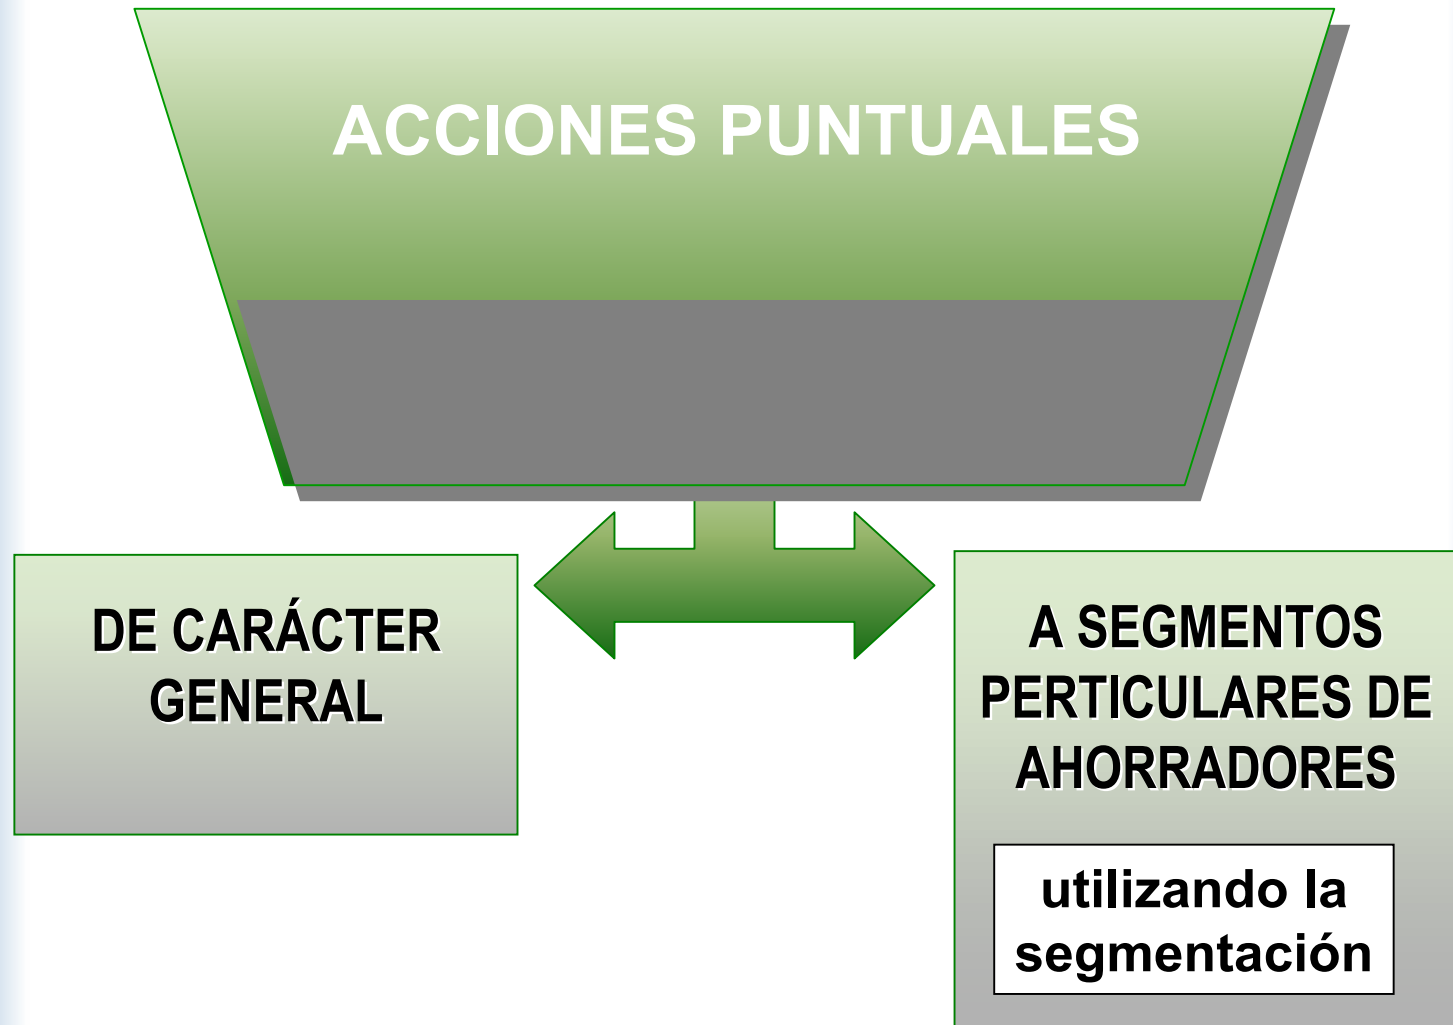 ACCIONES PUNTUALES
DE CARÁCTER
GENERAL
A SEGMENTOS
PERTICULARES DE
AHORRADORES
utilizando la
segmentación